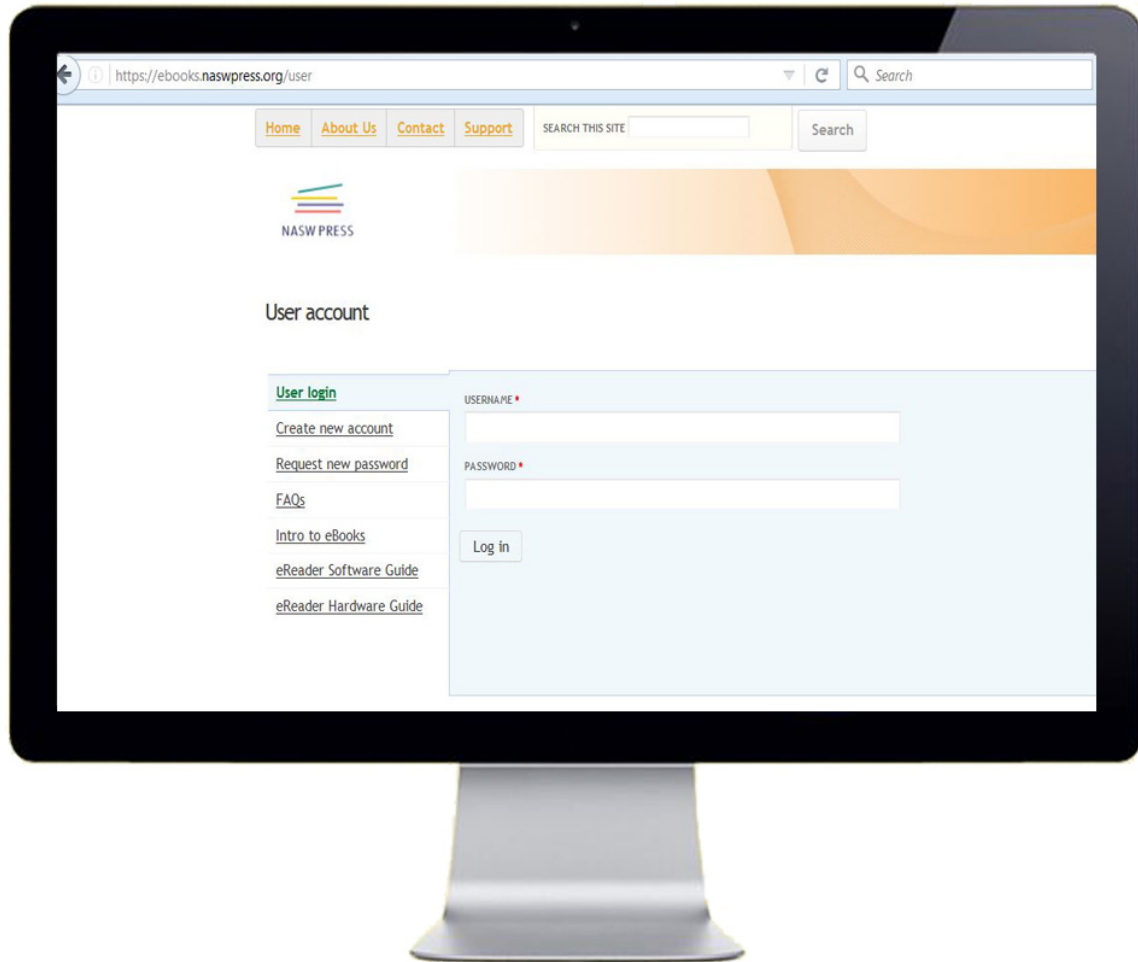 https://ebooks.naswpress.org/user
Search
Home About Us Contact Support SEARCH THIS SITE Search
NASW PRESS
User account
User login
Create new account
Request new password
FAQs
Intro to eBooks
eReader Software Guide
eReader Hardware Guide
USERNAME *
PASSWORD *
Log in